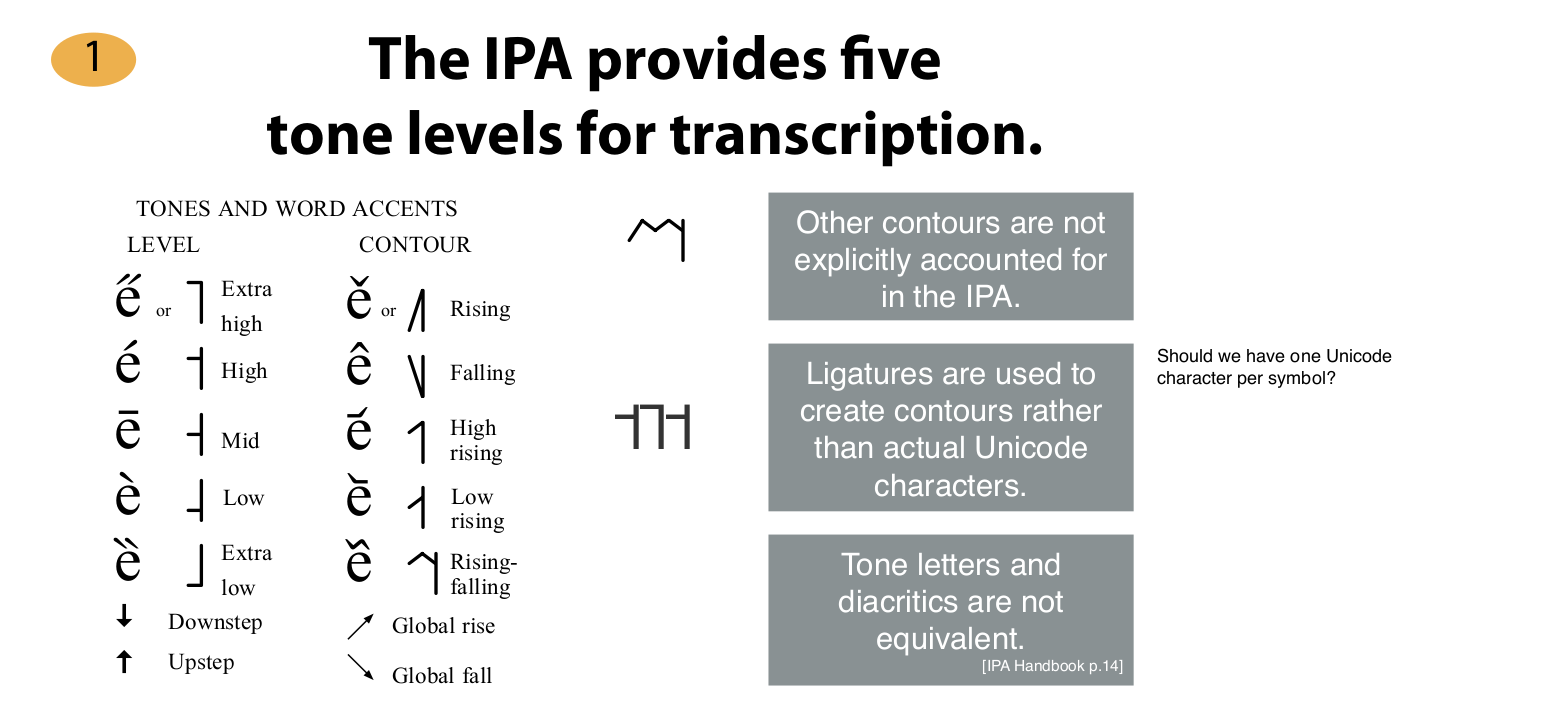 1
The IPA provides five
tone levels for transcription.
TONES AND WORD ACCENTS
LEVEL CONTOUR
e̋ or ˥ Extra high
é ˦ High
ē ˧ Mid
è ˨ Low
ȅ ˩ Extra low
↓ Downstep
↑ Upstep
ě or ˩˥ Rising
ê ˥˩ Falling
e᷄ ˦˥ High rising
e᷅ ˩˨ Low rising
e᷈ Rising-falling
↗ Global rise
↘ Global fall
˦˥˦
Other contours are not
explicitly accounted for
in the IPA.
Ligatures are used to
create contours rather
than actual Unicode
characters.
Tone letters and
diacritics are not
equivalent.
[IPA Handbook p.14]
Should we have one Unicode
character per symbol?